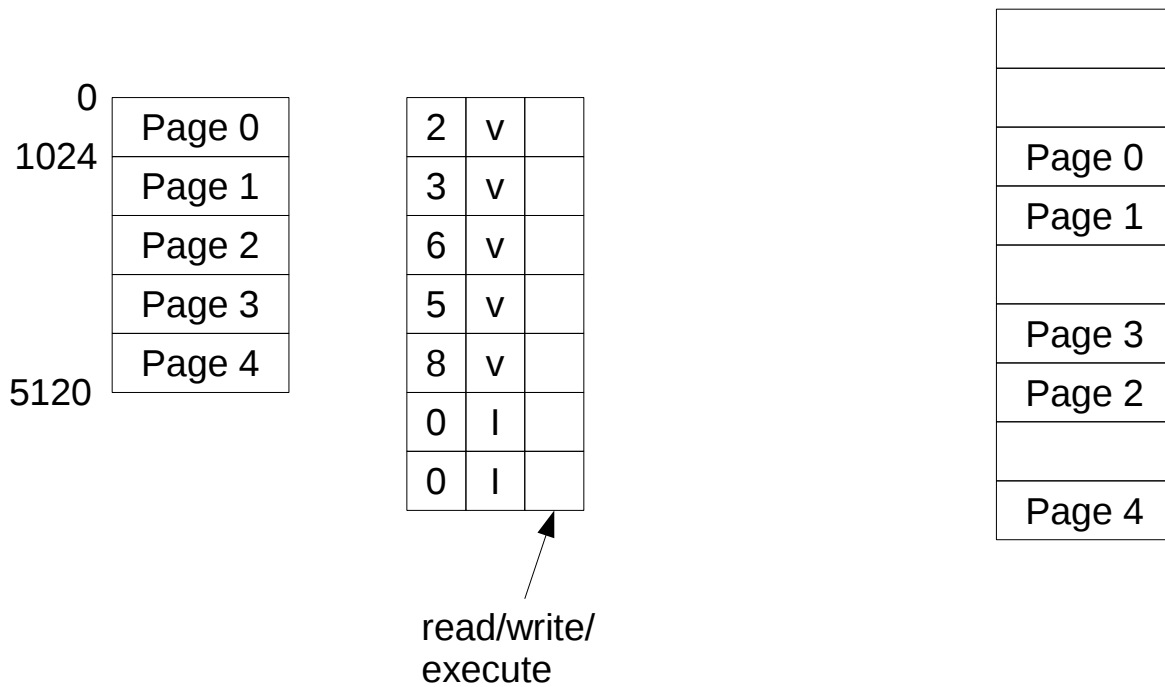 0
1024
Page 0
Page 1
Page 2
Page 3
Page 4
5120
2 v
3 v
6 v
5 v
8 v
0 I
0 I
read/write/
execute
Page 0
Page 1
Page 3
Page 2
Page 4